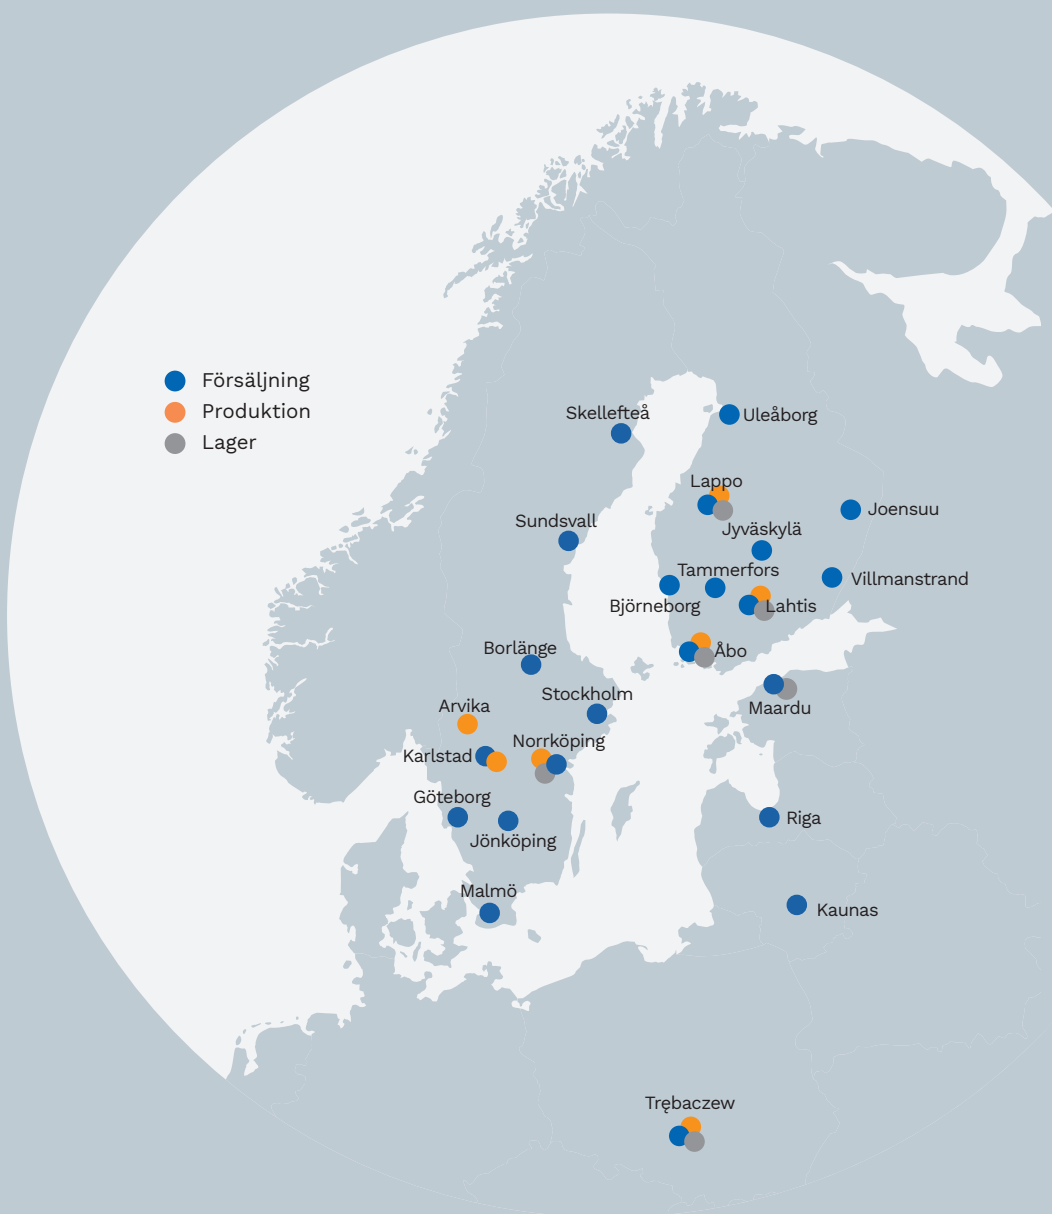 Försäljning
Produktion
Lager
Skellefteå
Uleåborg
Lappo
Joensuu
Sundsvall
Jyväskylä
Tammerfors
Villmanstrand
Björneborg
Lahtis
Borlänge
Åbo
Stockholm
Arvika
Maardu
Norrköping
Karlstad
Göteborg
Riga
Jönköping
Malmö
Kaunas
Trębaczew